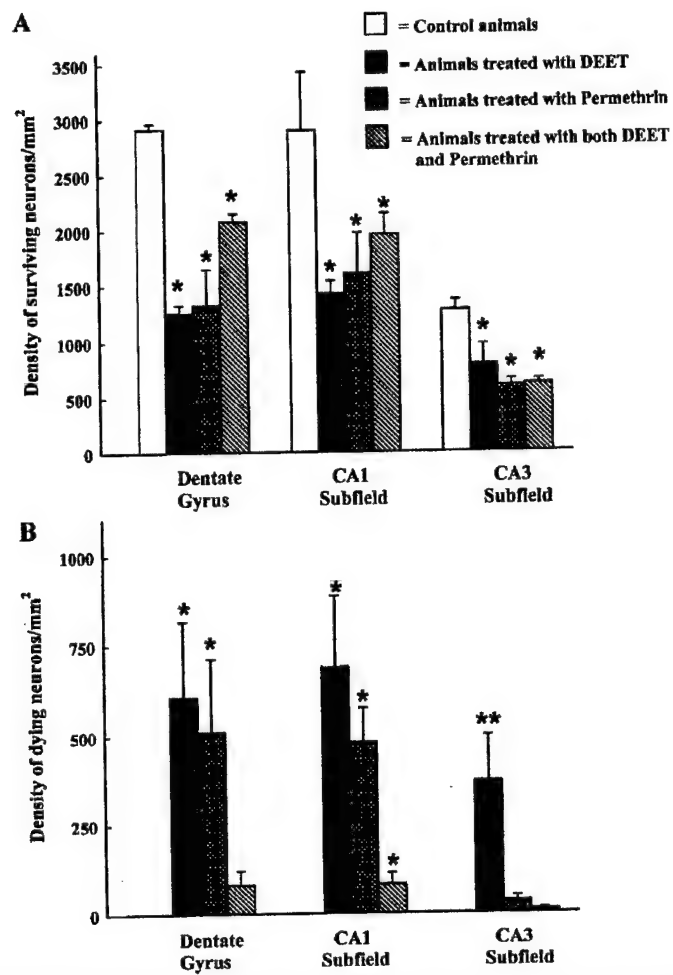 A
= Control animals
= Animals treated with DEET
= Animals treated with Permethrin
= Animals treated with both DEET
and Permethrin
Density of surviving neurons/mm²
3500
3000
2500
2000
1500
1000
500
0
* * *
* * *
* * *
Dentate
Gyrus
CA1
Subfield
CA3
Subfield
B
Density of dying neurons/mm²
1000
750
500
250
0
* *
* * *
**
Dentate
Gyrus
CA1
Subfield
CA3
Subfield